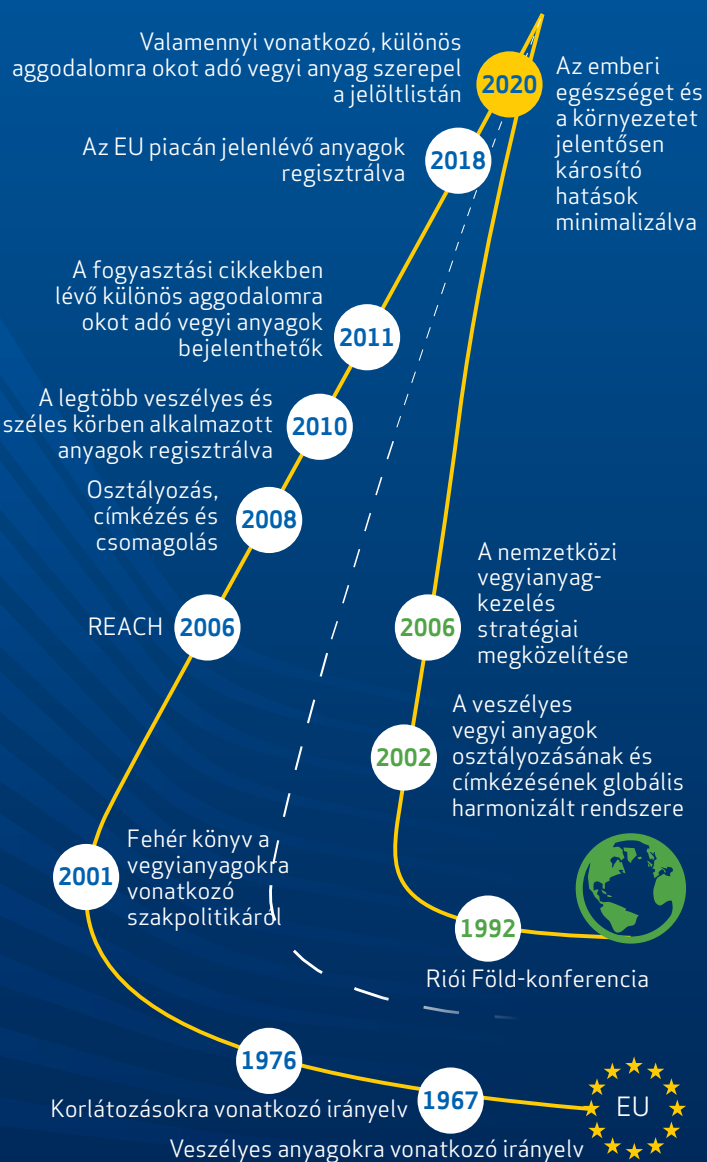 Valamennyi vonatkozó, különös
aggodalomra okot adó vegyi anyag szerepel
a jelöltlistán
2020
Az emberi
egészséget és
a környezetet
jelentősen
károsító
hatások
minimalizálva
Az EU piacán jelenlévő anyagok
regisztrálva
2018
A fogyasztási cikkekben
lévő különös aggodalomra
okot adó vegyi anyagok
bejelenthetők
2011
A legtöbb veszélyes és
széles körben alkalmazott
anyagok regisztrálva
2010
Osztályozás,
címkézés és
csomagolás
2008
REACH
2006
2006
A nemzetközi
vegyianyag-
kezelés
stratégiai
megközelítése
2002
A veszélyes
vegyi anyagok
osztályozásának és
címkézésének globális
harmonizált rendszere
2001
Fehér könyv a
vegyianyagokra
vonatkozó
szakpolitikáról
1992
Riói Föld-konferencia
1976
Korlátozásokra vonatkozó irányelv
1967
Veszélyes anyagokra vonatkozó irányelv
EU